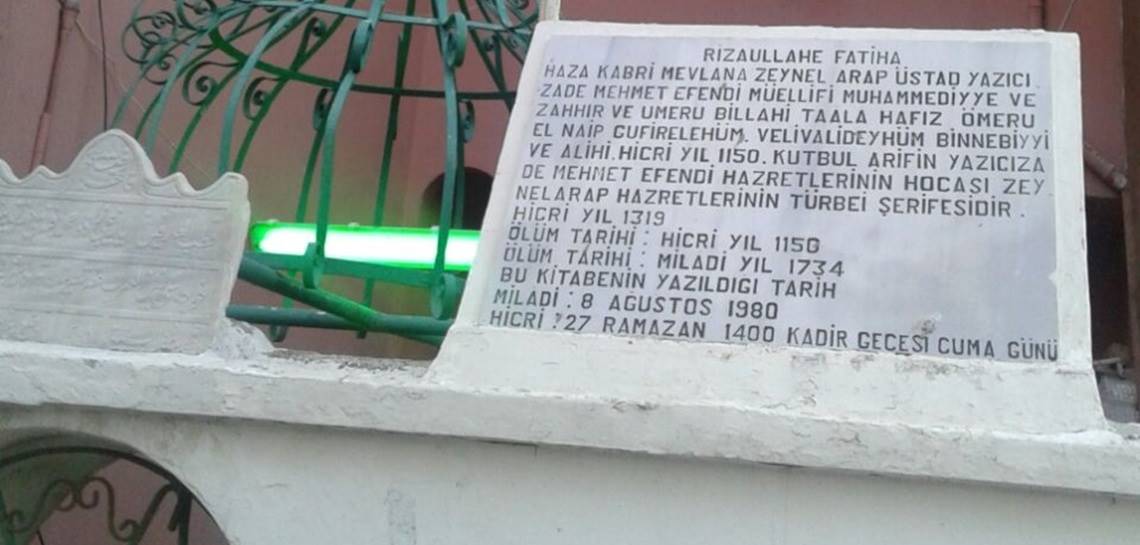 RIZAULLAHE FATİHA
HAZA KABRİ MEVLANA ZEYNEL ARAP ÜSTAD YAZICI.
ZADE MEHMET EFENDİ MÜELLİFİ MUHAMMEDİYYE VE
ZAHHIR VE UMERU BİLLAHİ TAALA HAFIZ ÖMERU
EL NAİP GUFİRELEHÜM. VELİVALİDEYHÜM BİNNEBİYYİ
VE ALİHİ. HİCRİ YIL 1150. KUTBUL ARİFİN YAZICIZA
DE MEHMET EFENDİ HAZRETLERİNİN HOCASI ZEY.
NELARAP HAZRETLERİNİN TÜRBEİ ŞERİFESİDİR.
HİCRİ YIL 1319
ÖLÜM TARİHİ: HİCRİ YIL 1150
ÖLÜM TARİHİ: MİLADİ YIL 1734
BU KİTABENİN YAZILDIGI TARİH
MİLADİ: 8 AĞUSTOS 1980
HİCRİ: 27 RAMAZAN 1400 KADİR GECESİ CUMA GÜNÜ